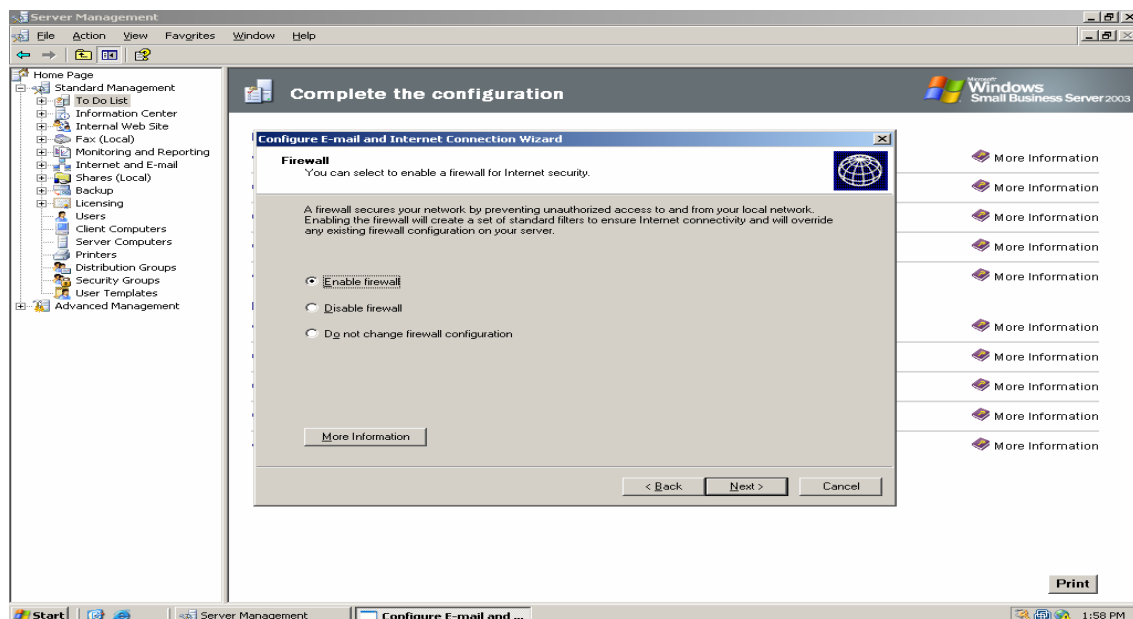 Server Management
File Action View Favorites Window Help
Home Page
Standard Management
To Do List
Information Center
Internal Web Site
Fax (Local)
Monitoring and Reporting
Internet and E-mail
Shares (Local)
Backup
Licensing
Users
Client Computers
Server Computers
Printers
Distribution Groups
Security Groups
User Templates
Advanced Management
Complete the configuration
Microsoft
Windows
Small Business Server 2003
Configure E-mail and Internet Connection Wizard
Firewall
You can select to enable a firewall for Internet security.
A firewall secures your network by preventing unauthorized access to and from your local network.
Enabling the firewall will create a set of standard filters to ensure Internet connectivity and will override
any existing firewall configuration on your server.
Enable firewall
Disable firewall
Do not change firewall configuration
More Information
< Back Next > Cancel
More Information
More Information
More Information
More Information
More Information
More Information
More Information
More Information
More Information
More Information
Print
Start Server Management Configure E-mail and ... 1:58 PM